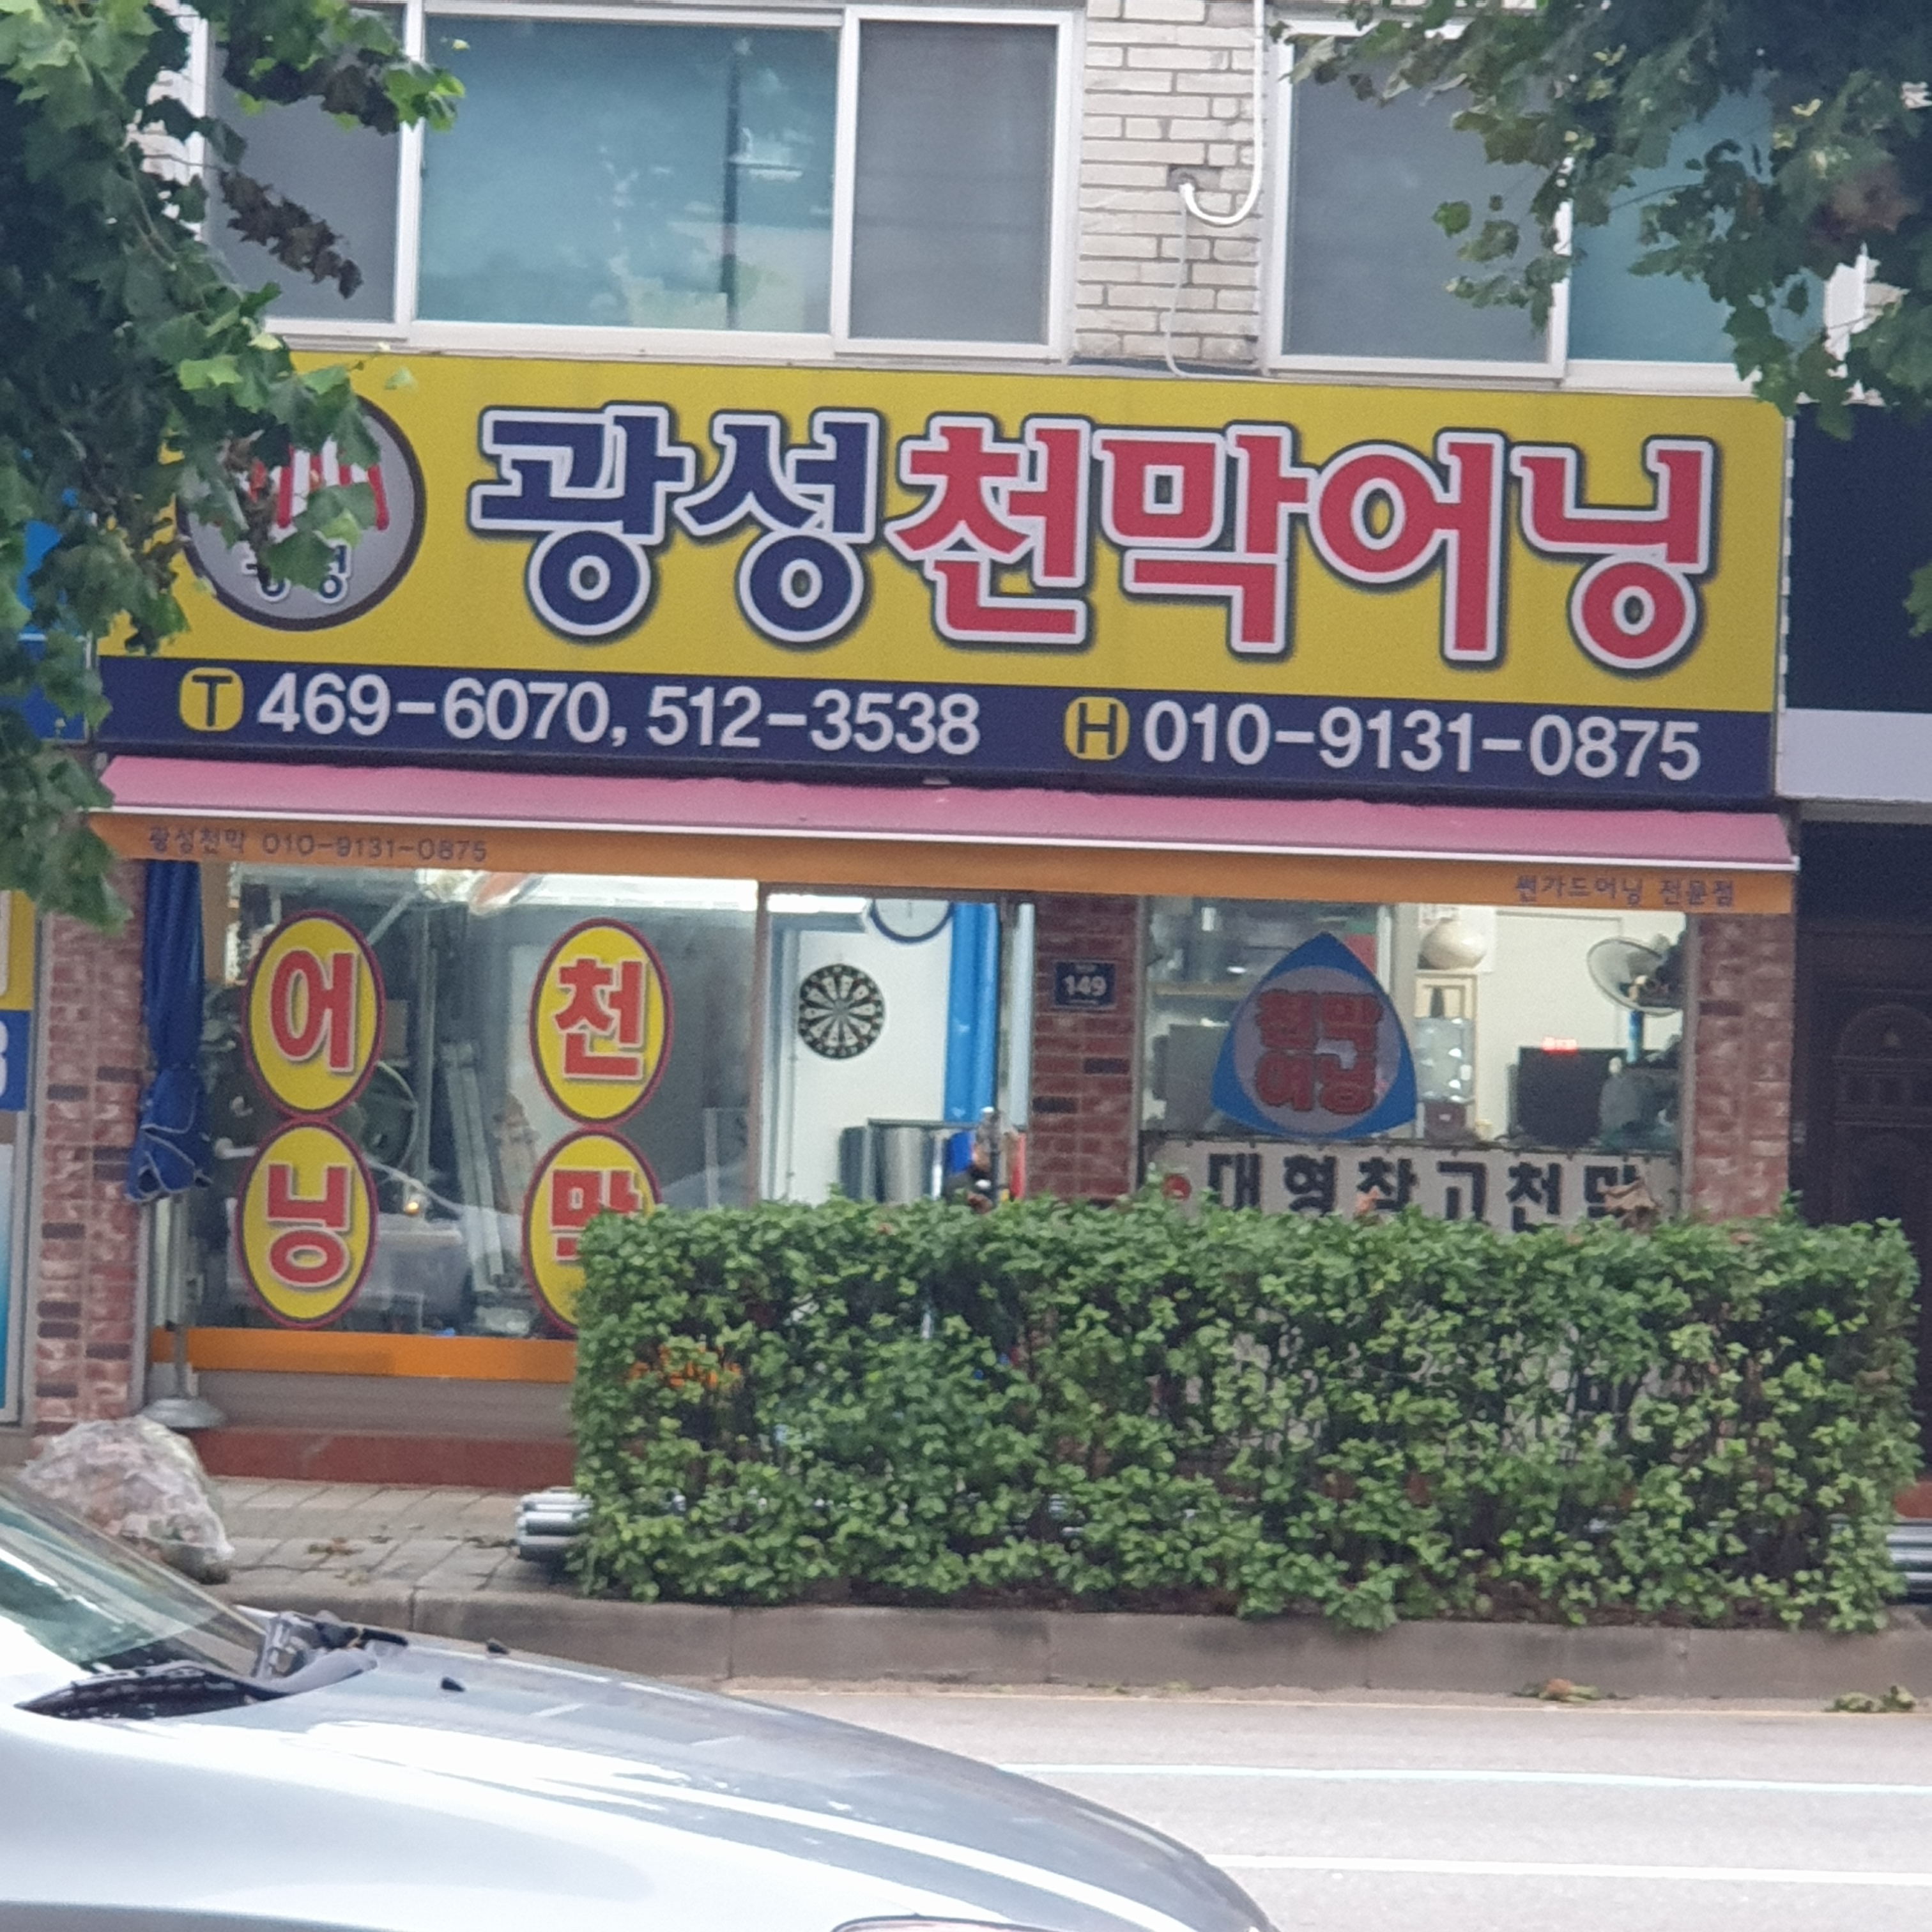 광성천막어닝
광성
T 469-6070, 512-3538 H 010-9131-0875
광성천막 010-9131-0875
썬가드어닝 전문점
어닝
천막
149
천막
어닝
대형창고천막